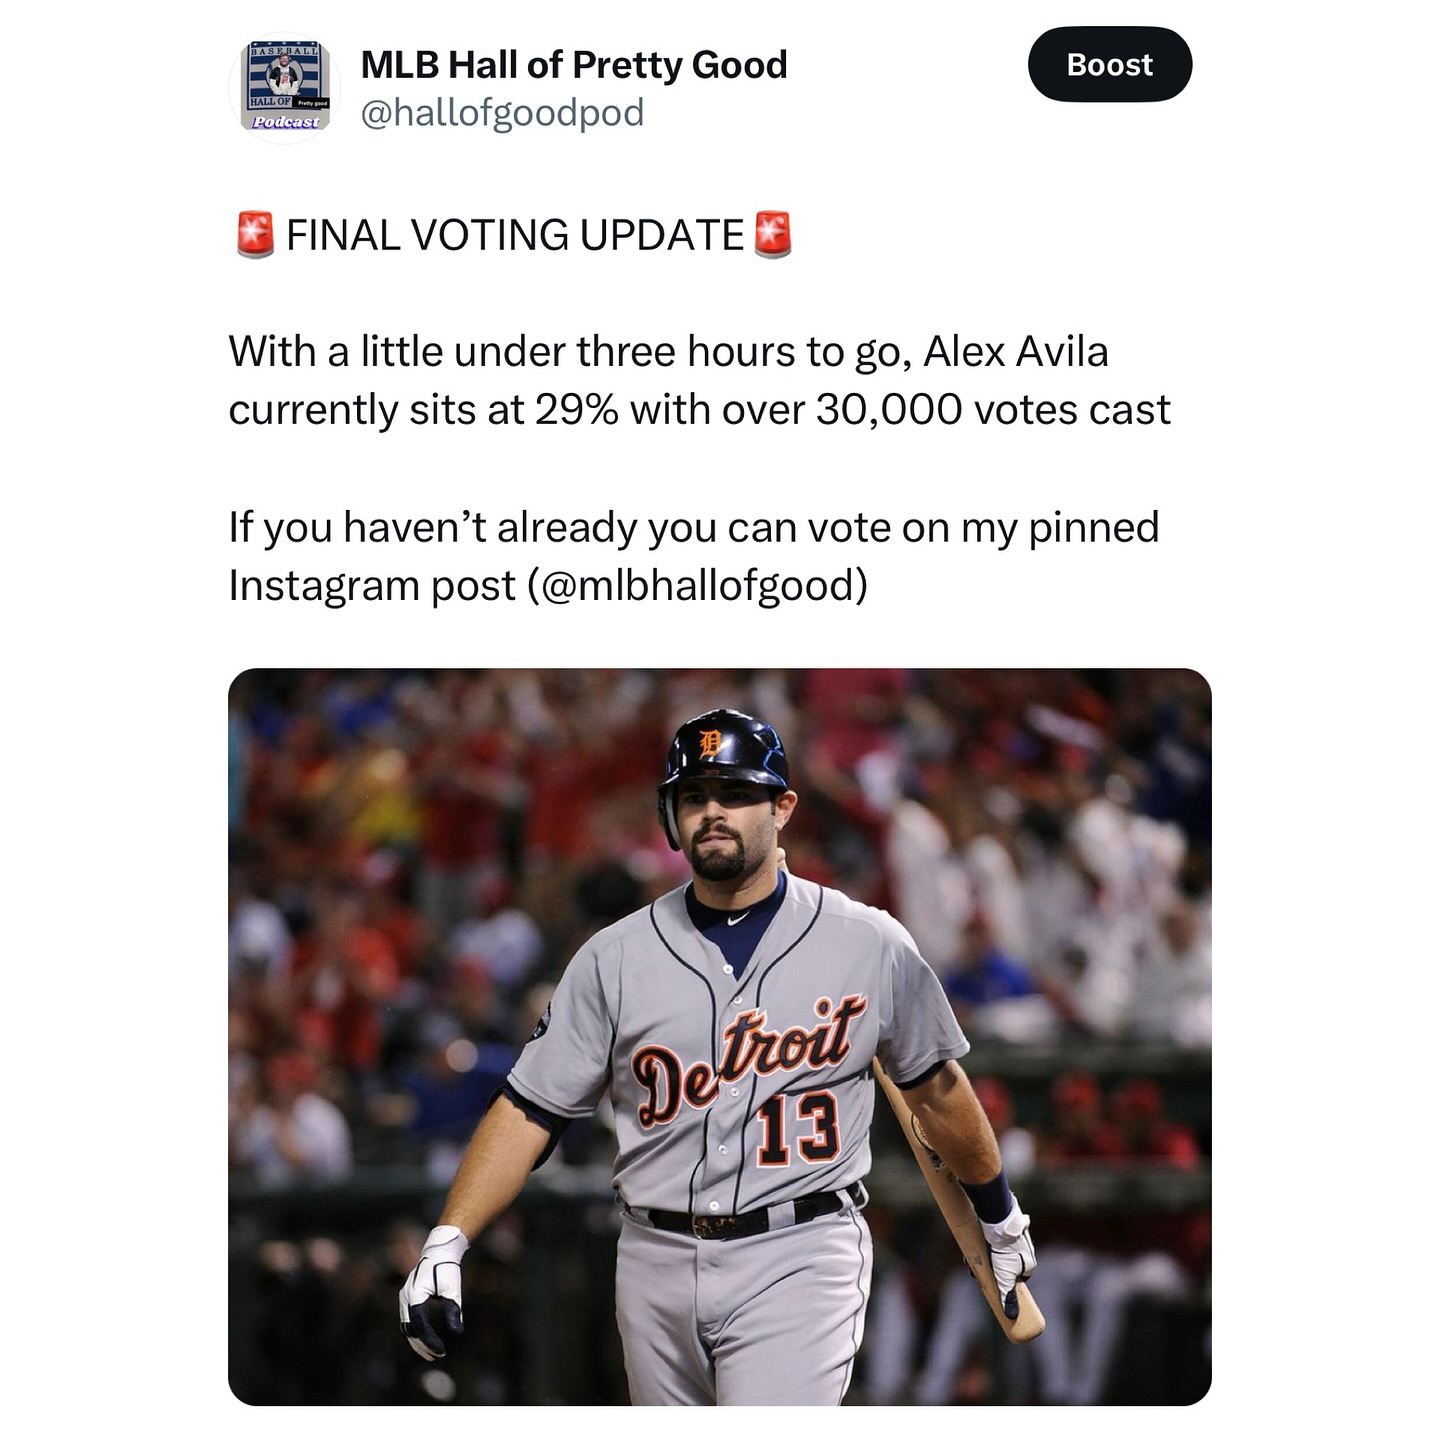 BASEBALL
HALL OF Pretty good
Podcast
MLB Hall of Pretty Good
@hallofgoodpod
Boost
🚨 FINAL VOTING UPDATE 🚨
With a little under three hours to go, Alex Avila
currently sits at 29% with over 30,000 votes cast
If you haven’t already you can vote on my pinned
Instagram post (@mlbhallofgood)
D
Detroit
13